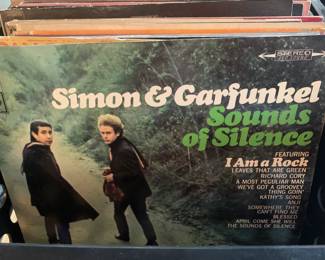 STEREO
Simon & Garfunkel
Sounds
of Silence
FEATURING
I Am a Rock
LEAVES THAT ARE GREEN
RICHARD CORY
A MOST PECULIAR MAN
WE'VE GOT A GROOVEY
THING GOIN'
KATHY'S SONG
ANJI
SOMEWHERE THEY
CAN'T FIND ME
BLESSED
APRIL COME SHE WILL
THE SOUNDS OF SILENCE